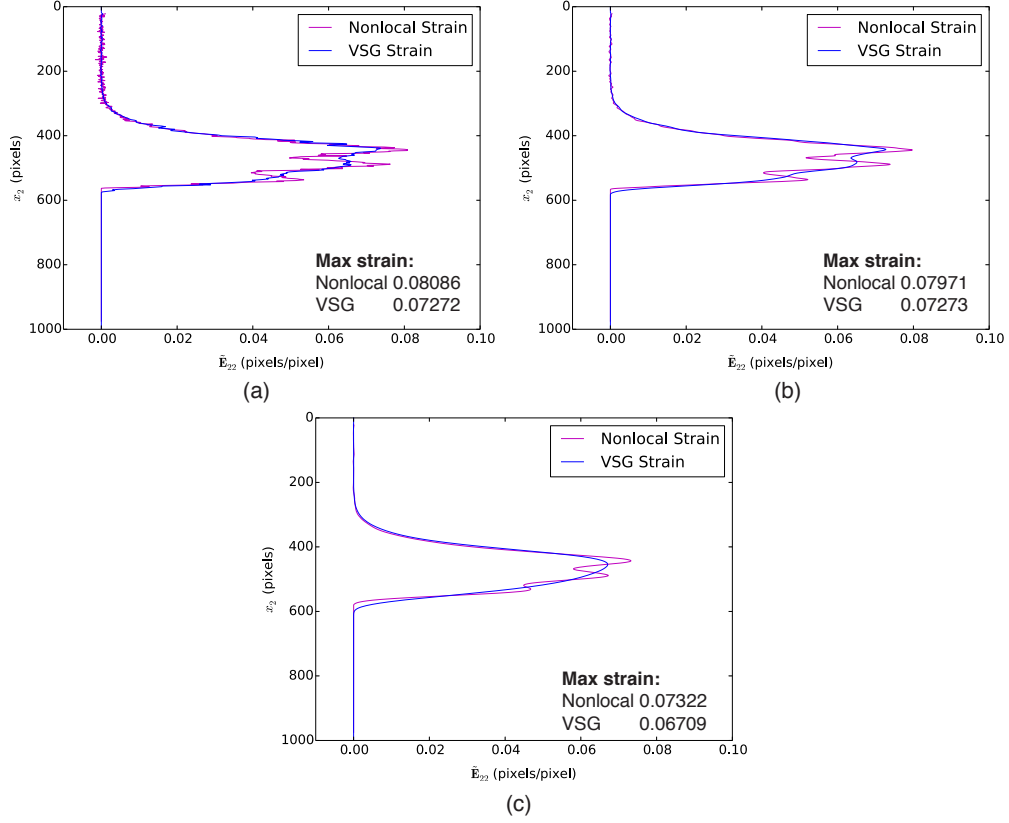 0
200
400
600
800
1000
x₂ (pixels)
Nonlocal Strain
VSG Strain
Max strain:
Nonlocal 0.08086
VSG 0.07272
0.00 0.02 0.04 0.06 0.08 0.10
Ẽ₂₂ (pixels/pixel)
(a)
0
200
400
600
800
1000
x₂ (pixels)
Nonlocal Strain
VSG Strain
Max strain:
Nonlocal 0.07971
VSG 0.07273
0.00 0.02 0.04 0.06 0.08 0.10
Ẽ₂₂ (pixels/pixel)
(b)
0
200
400
600
800
1000
x₂ (pixels)
Nonlocal Strain
VSG Strain
Max strain:
Nonlocal 0.07322
VSG 0.06709
0.00 0.02 0.04 0.06 0.08 0.10
Ẽ₂₂ (pixels/pixel)
(c)